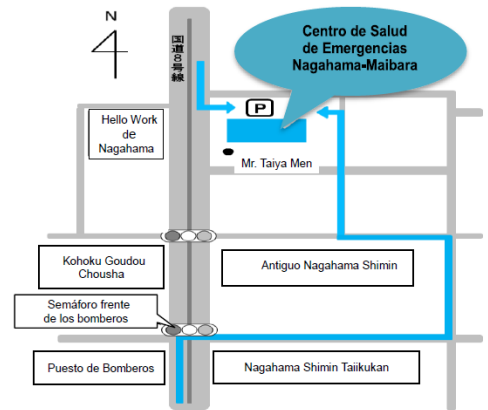 Centro de Salud
de Emergencias
Nagahama-Maibara
国道8号線
P
Hello Work
de
Nagahama
Mr. Taiya Men
Kohoku Goudou
Chousha
Antiguo Nagahama Shimin
Semáforo frente
de los bomberos
Puesto de Bomberos
Nagahama Shimin Taiikukan